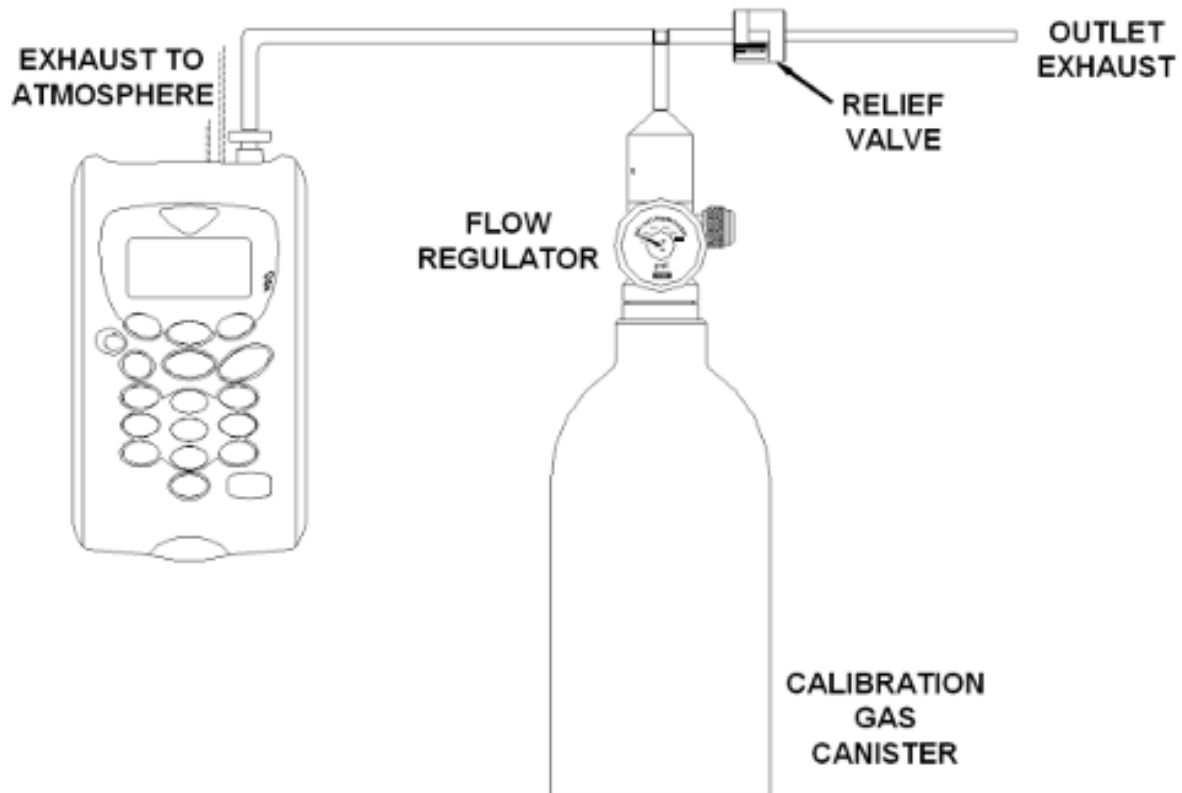 EXHAUST TO
ATMOSPHERE
OUTLET
EXHAUST
RELIEF
VALVE
FLOW
REGULATOR
CALIBRATION
GAS
CANISTER